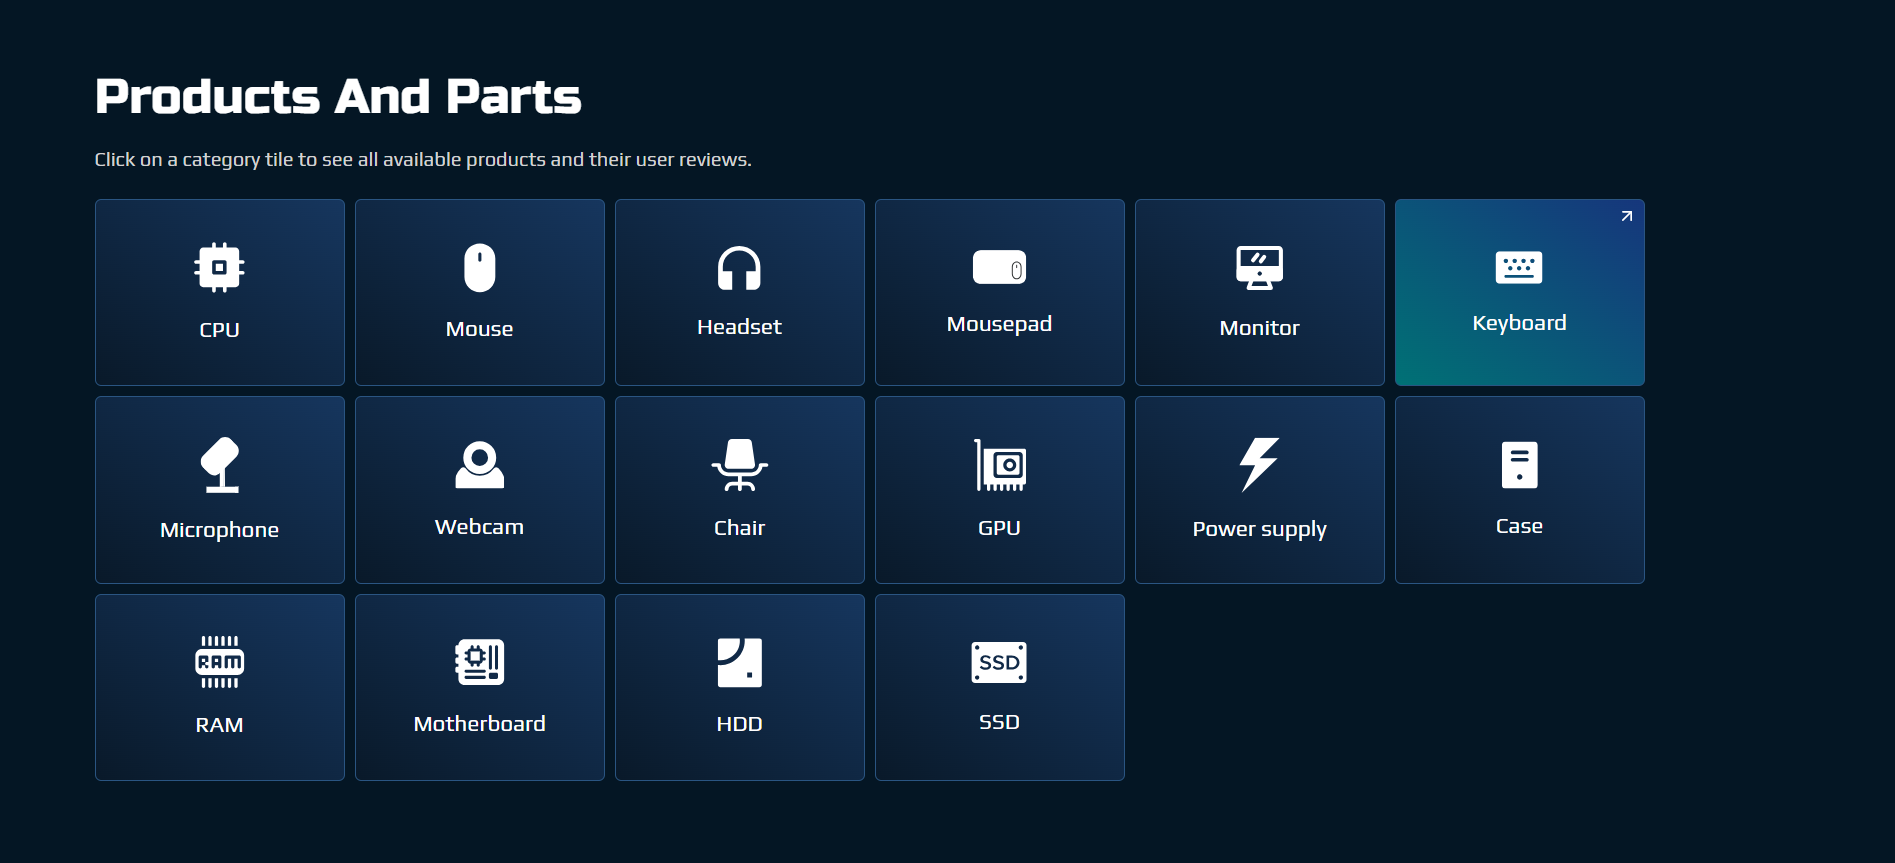 Products And Parts
Click on a category tile to see all available products and their user reviews.
CPU
Mouse
Headset
Mousepad
Monitor
Keyboard
Microphone
Webcam
Chair
GPU
Power supply
Case
RAM
RAM
Motherboard
HDD
SSD
SSD